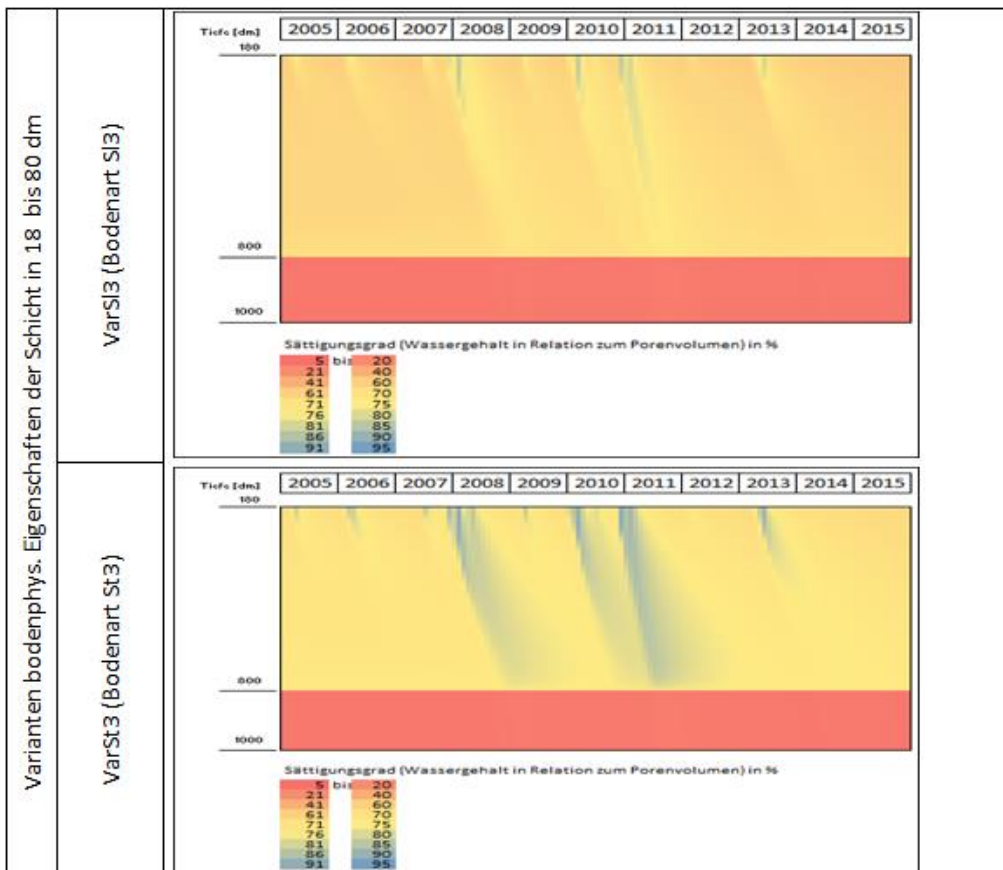 Varianten bodenphys. Eigenschaften der Schicht in 18 bis 80 dm
VarSl3 (Bodenart Sl3)
Tiefe [dm] 2005 2006 2007 2008 2009 2010 2011 2012 2013 2014 2015
180
800
1000
Sättigungsgrad (Wassergehalt in Relation zum Porenvolumen) in %
5 bis 20
21 40
41 60
61 70
71 75
76 80
81 85
86 90
91 95
VarSt3 (Bodenart St3)
Tiefe [dm] 2005 2006 2007 2008 2009 2010 2011 2012 2013 2014 2015
180
800
1000
Sättigungsgrad (Wassergehalt in Relation zum Porenvolumen) in %
5 bis 20
21 40
41 60
61 70
71 75
76 80
81 85
86 90
91 95